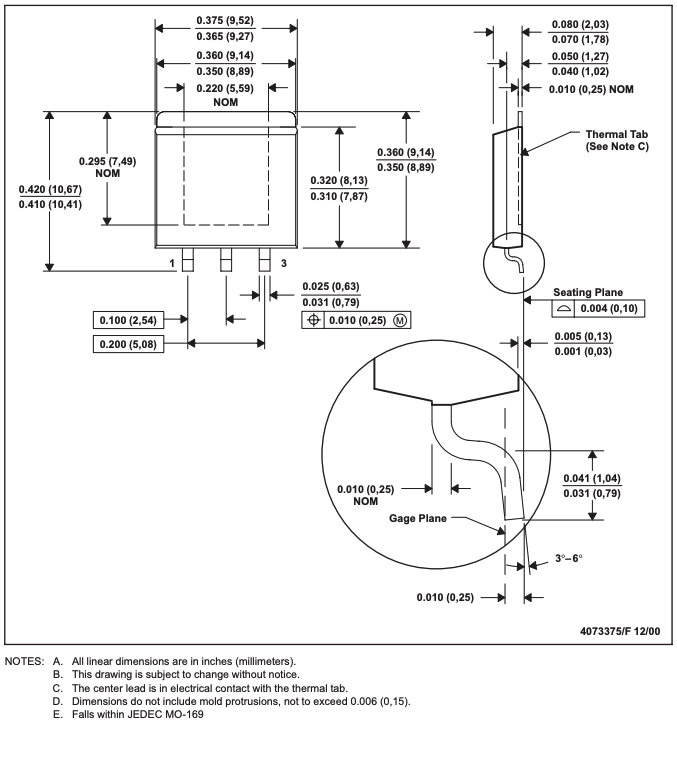 0.375 (9,52)
0.365 (9,27)
0.360 (9,14)
0.350 (8,89)
0.220 (5,59)
NOM
0.080 (2,03)
0.070 (1,78)
0.050 (1,27)
0.040 (1,02)
0.010 (0,25) NOM
Thermal Tab
(See Note C)
0.295 (7,49)
NOM
0.420 (10,67)
0.410 (10,41)
0.320 (8,13)
0.310 (7,87)
0.360 (9,14)
0.350 (8,89)
1
3
0.025 (0,63)
0.031 (0,79)
0.010 (0,25) M
0.100 (2,54)
0.200 (5,08)
Seating Plane
0.004 (0,10)
0.005 (0,13)
0.001 (0,03)
0.010 (0,25)
NOM
Gage Plane
0.041 (1,04)
0.031 (0,79)
3°–6°
0.010 (0,25)
4073375/F 12/00
NOTES: A. All linear dimensions are in inches (millimeters).
B. This drawing is subject to change without notice.
C. The center lead is in electrical contact with the thermal tab.
D. Dimensions do not include mold protrusions, not to exceed 0.006 (0,15).
E. Falls within JEDEC MO-169